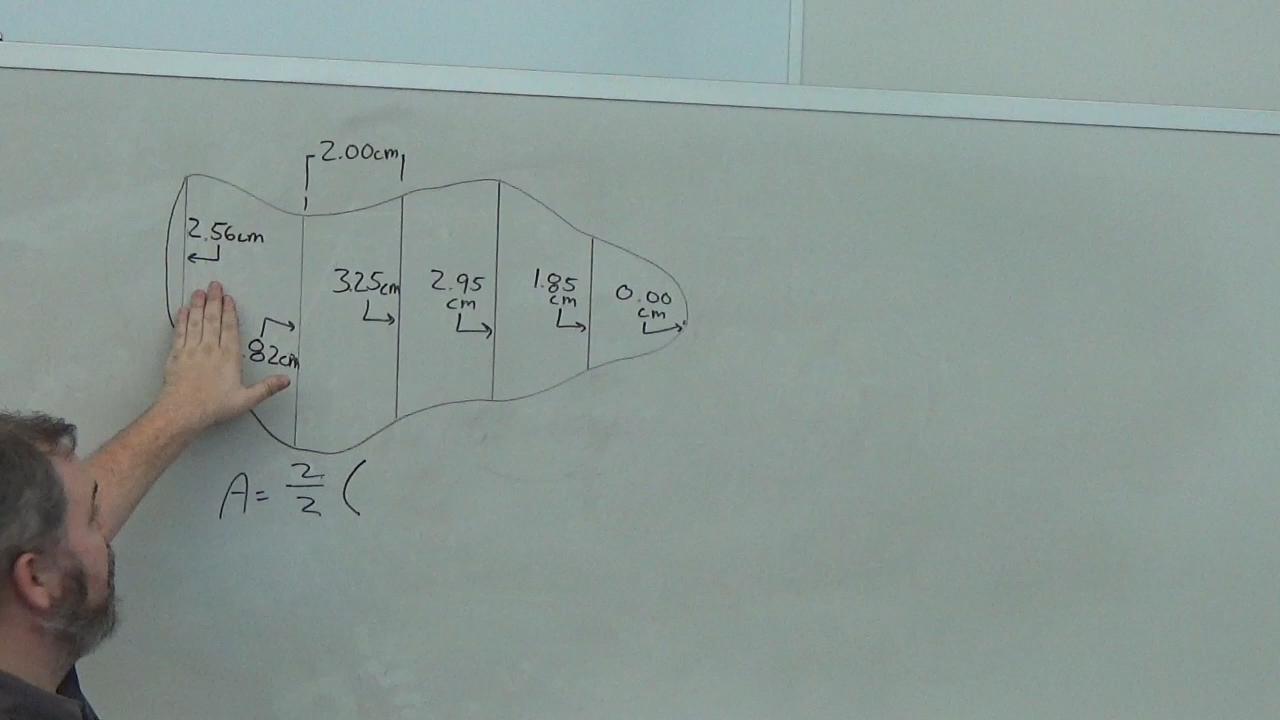 2.00cm
2.56cm
3.25cm
2.95
cm
1.85
cm
0.00
cm
.82cm
A= 2/2 (